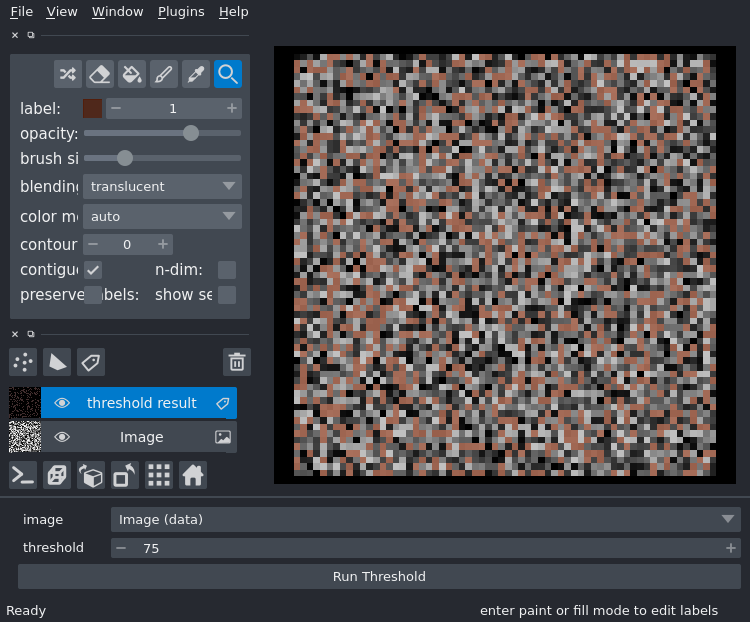 File View Window Plugins Help
label: 1
opacity:
brush si
blending translucent
color m auto
contour 0
contigu n-dim:
preserve abels: show se
threshold result
Image
image Image (data)
threshold 75
Run Threshold
Ready enter paint or fill mode to edit labels